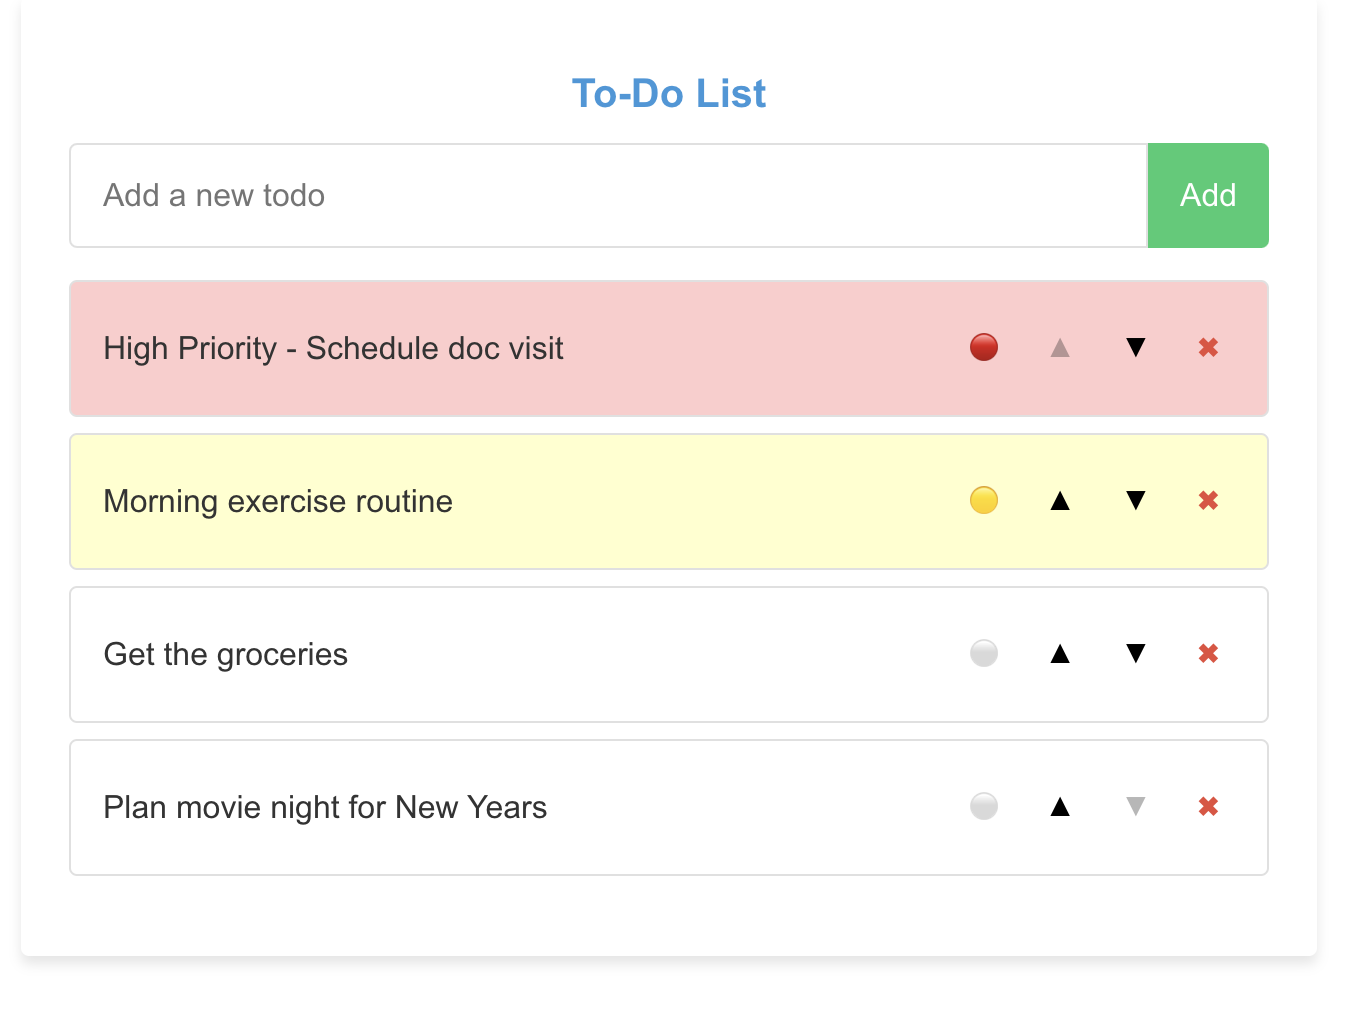 To-Do List
Add a new todo
Add
High Priority - Schedule doc visit
Morning exercise routine
Get the groceries
Plan movie night for New Years